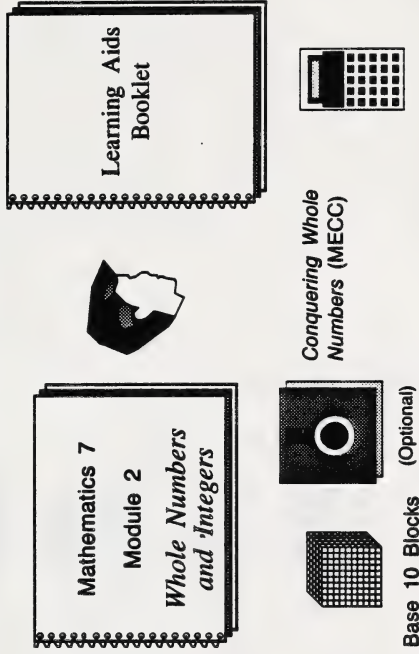 Mathematics 7
Module 2
Whole Numbers
and Integers
Learning Aids
Booklet
Base 10 Blocks
(Optional)
Conquering Whole
Numbers (MECC)